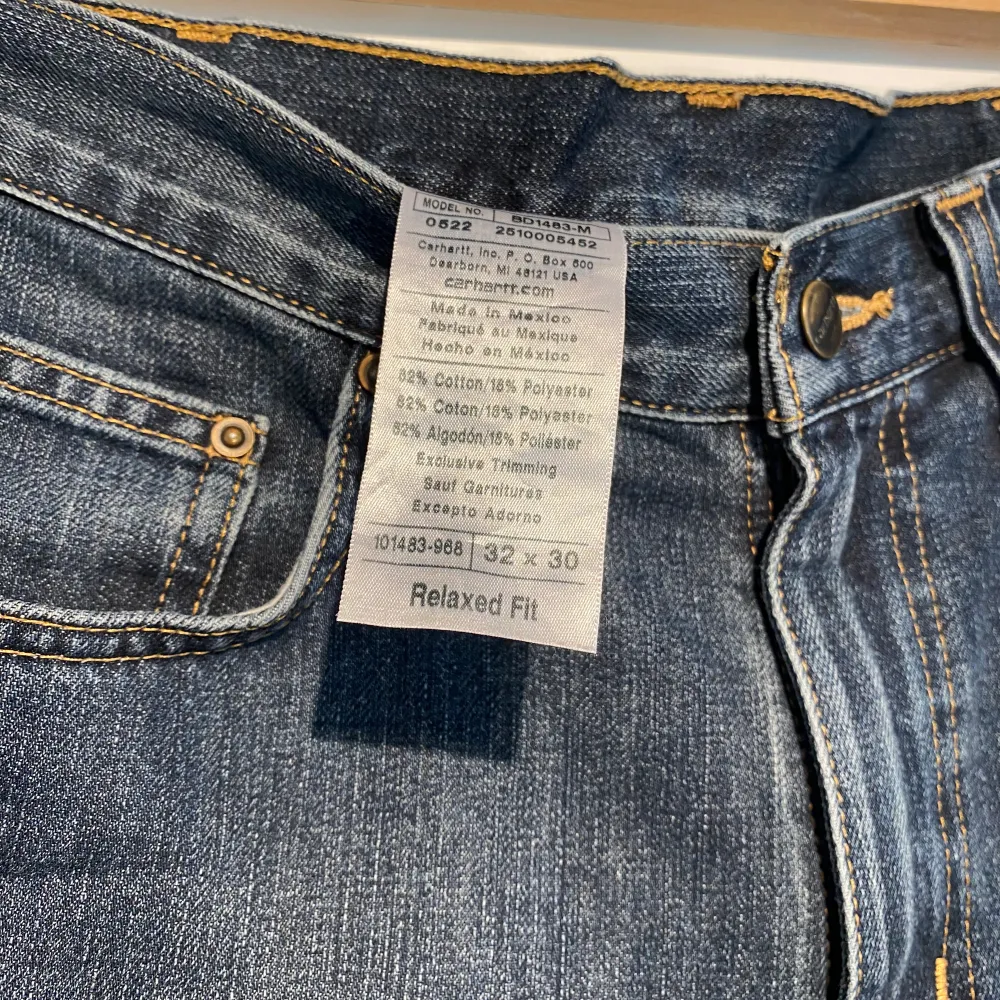 MODEL NO. BD1483-M
0522 2510005452
Carhartt, Inc. P. O. Box 600
Dearborn, MI 48121 USA
carhartt.com
Made in Mexico
Fabriqué au Mexique
Hecho en México
82% Cotton/18% Polyester
82% Coton/18% Polyester
82% Algodón/18% Poliéster
Exclusive Trimming
Sauf Garnitures
Excepto Adorno
101483-968 32 x 30
Relaxed Fit